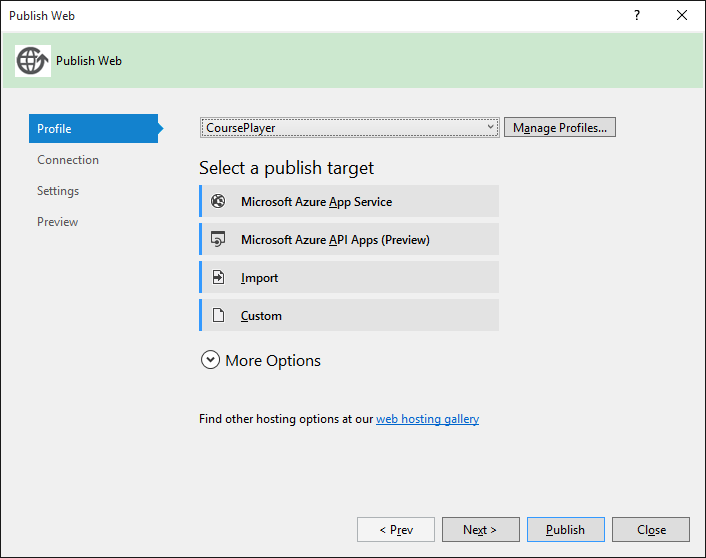 Publish Web
Publish Web
Profile
Connection
Settings
Preview
CoursePlayer
Manage Profiles...
Select a publish target
Microsoft Azure App Service
Microsoft Azure API Apps (Preview)
Import
Custom
More Options
Find other hosting options at our web hosting gallery
< Prev
Next >
Publish
Close